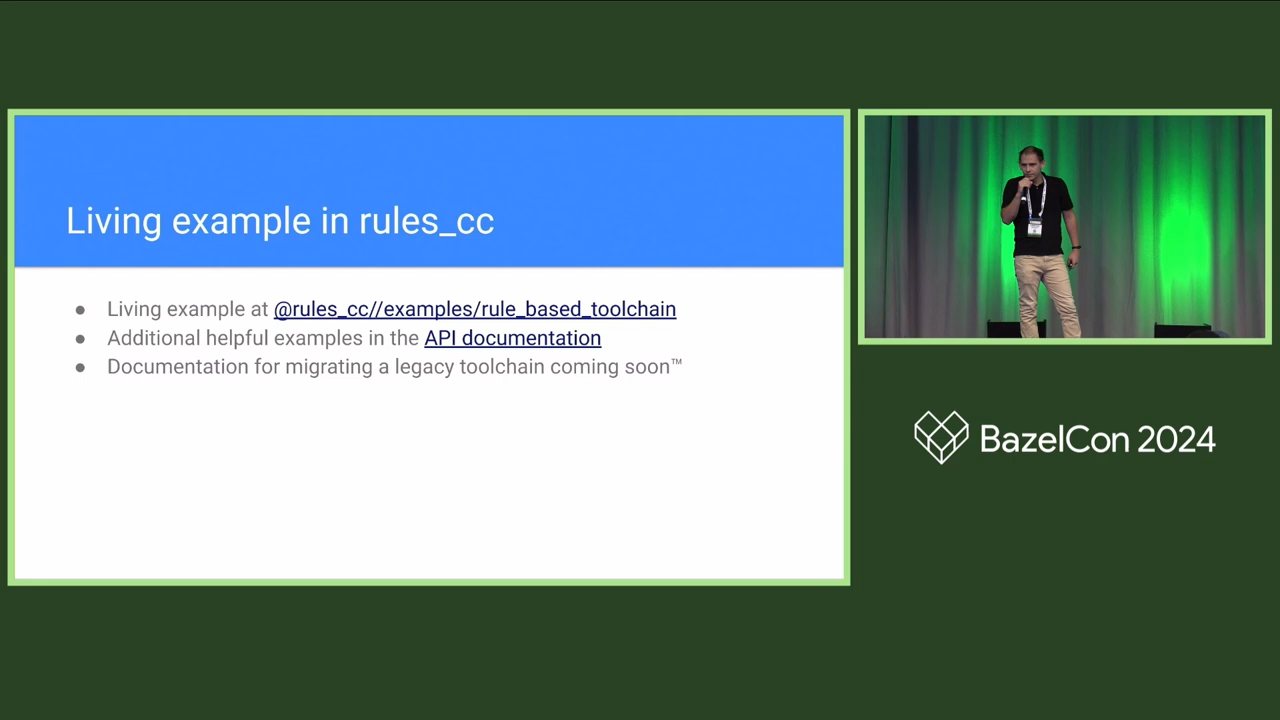 Living example in rules_cc
● Living example at @rules_cc//examples/rule_based_toolchain
● Additional helpful examples in the API documentation
● Documentation for migrating a legacy toolchain coming soon™
BazelCon 2024